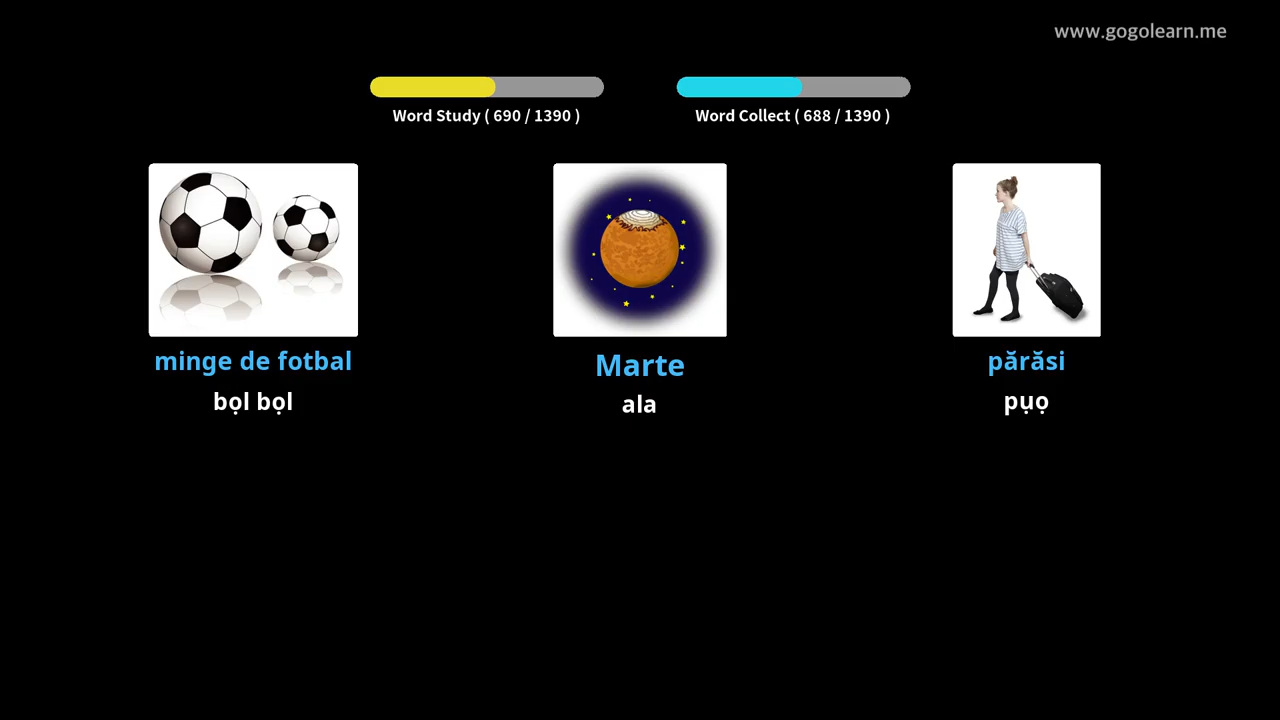 www.gogolearn.me
Word Study ( 690 / 1390 )
Word Collect ( 688 / 1390 )
minge de fotbal
bọl bọl
Marte
ala
părăsi
pụọ